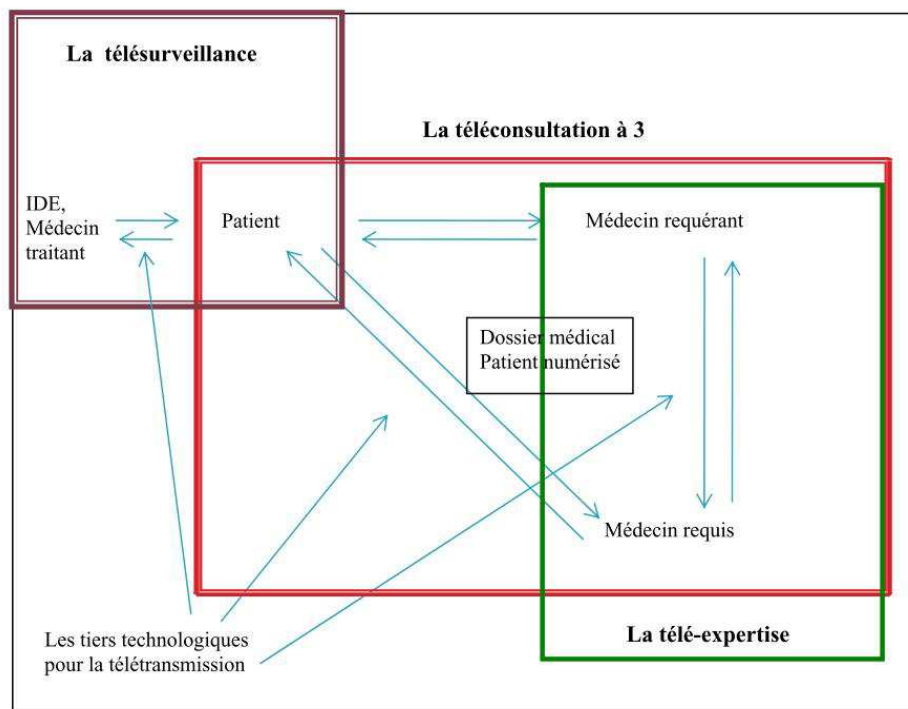 La télésurveillance
La téléconsultation à 3
IDE,
Médecin
traitant
Patient
Médecin requérant
Dossier médical
Patient numérisé
Médecin requis
Les tiers technologiques
pour la télétransmission
La télé-expertise